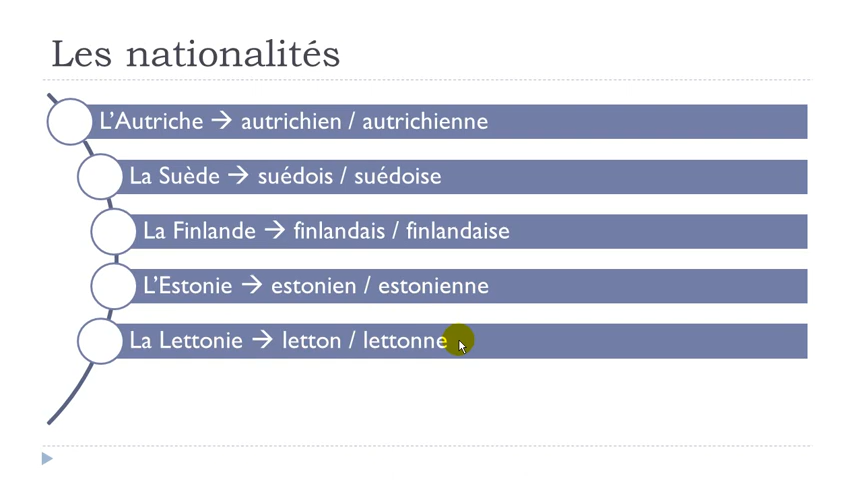 Les nationalités
L'Autriche → autrichien / autrichienne
La Suède → suédois / suédoise
La Finlande → finlandais / finlandaise
L'Estonie → estonien / estonienne
La Lettonie → letton / lettonne